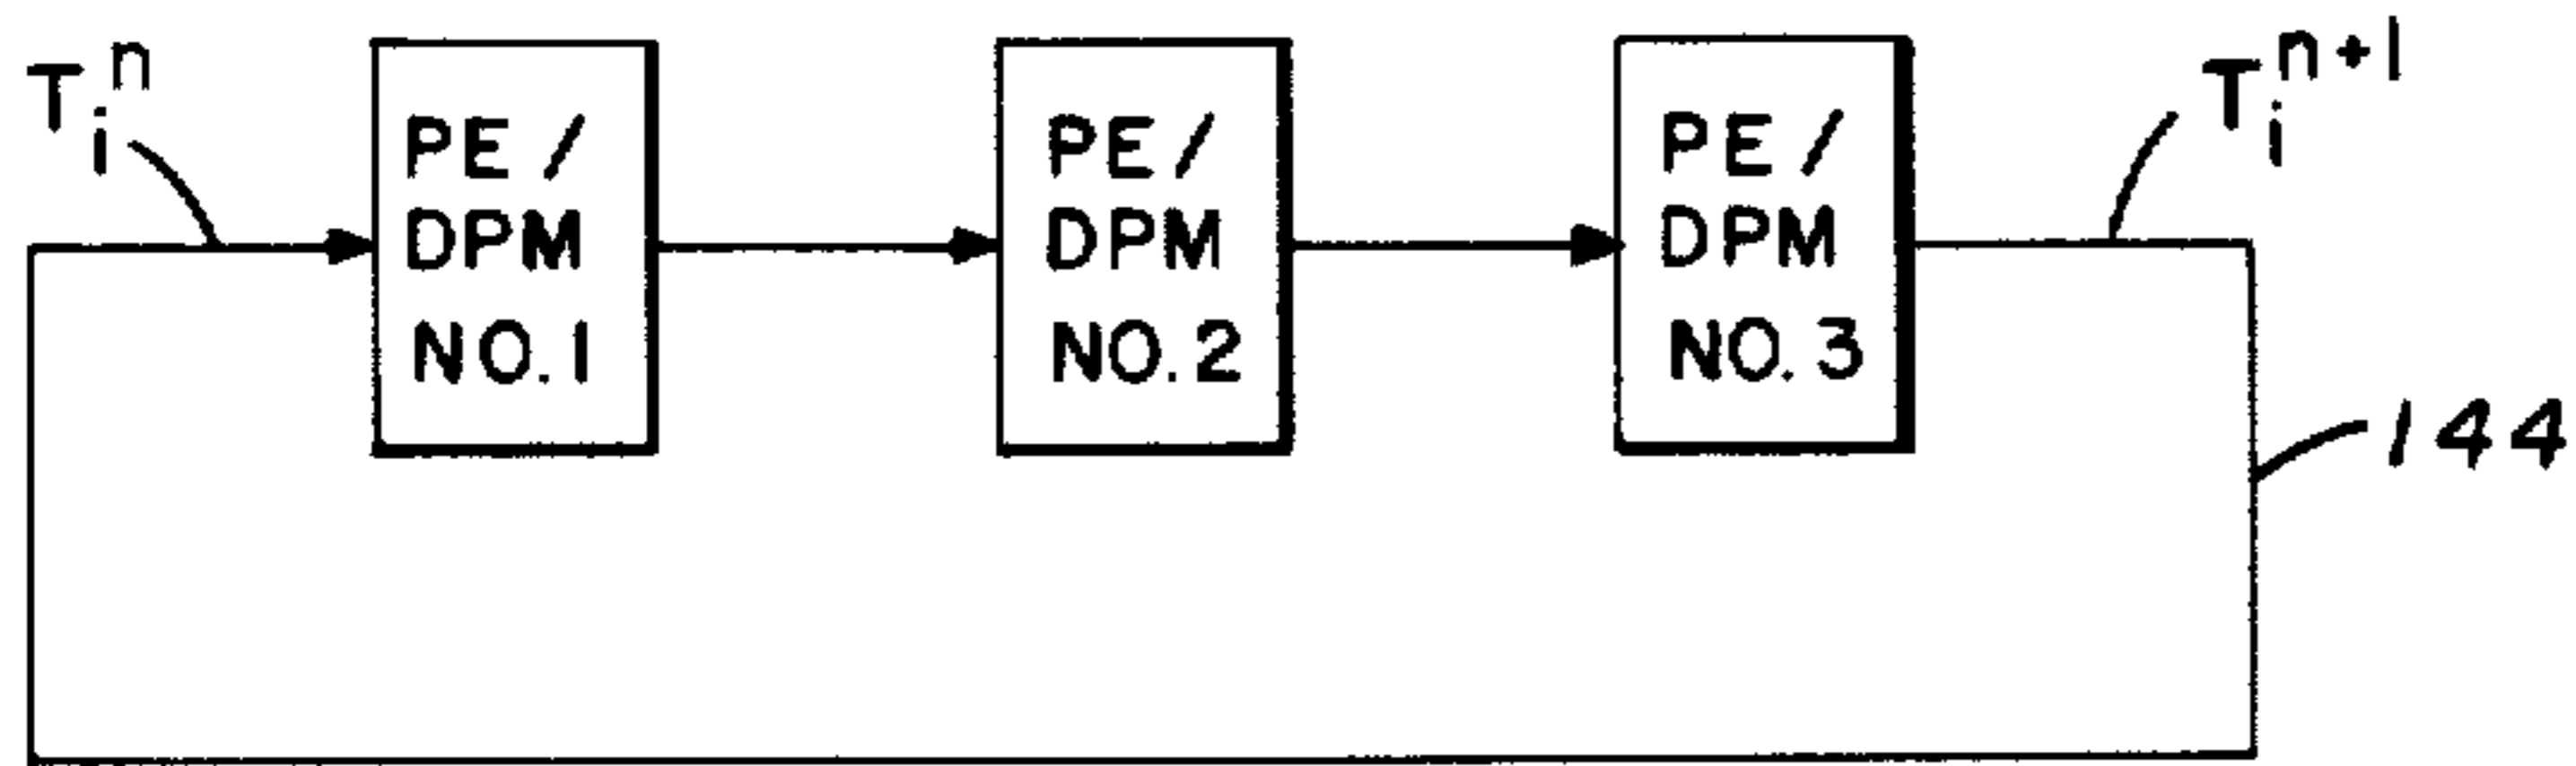 T_i^n
PE/
DPM
NO. 1
PE/
DPM
NO. 2
PE/
DPM
NO. 3
T_i^{n+1}
144